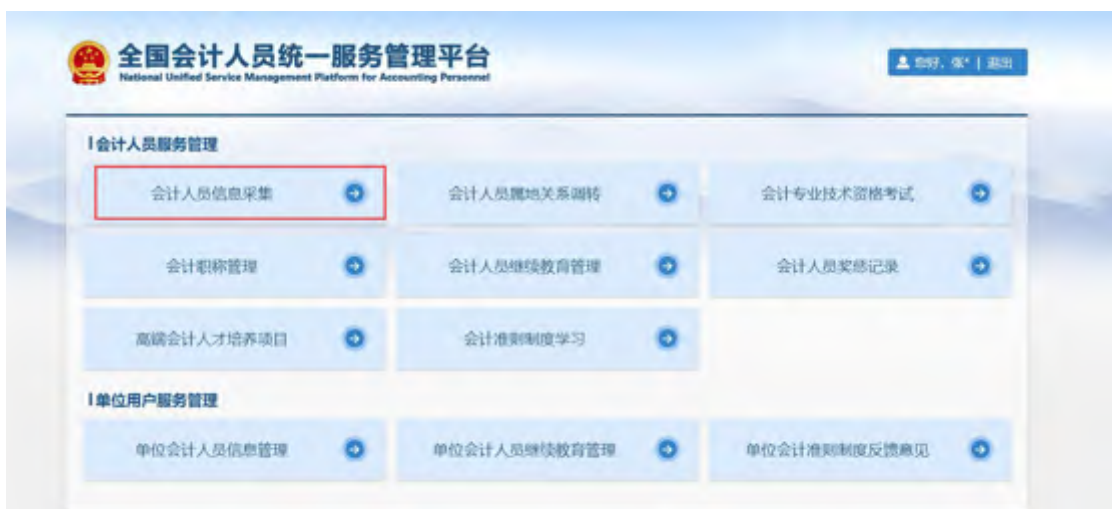 全国会计人员统一服务管理平台
National Unified Service Management Platform for Accounting Personnel
您好，张* | 退出
会计人员服务管理
会计人员信息采集
会计人员属地关系调转
会计专业技术资格考试
会计职称管理
会计人员继续教育管理
会计人员奖惩记录
高端会计人才培养项目
会计准则制度学习
单位用户服务管理
单位会计人员信息管理
单位会计人员继续教育管理
单位会计准则制度反馈意见